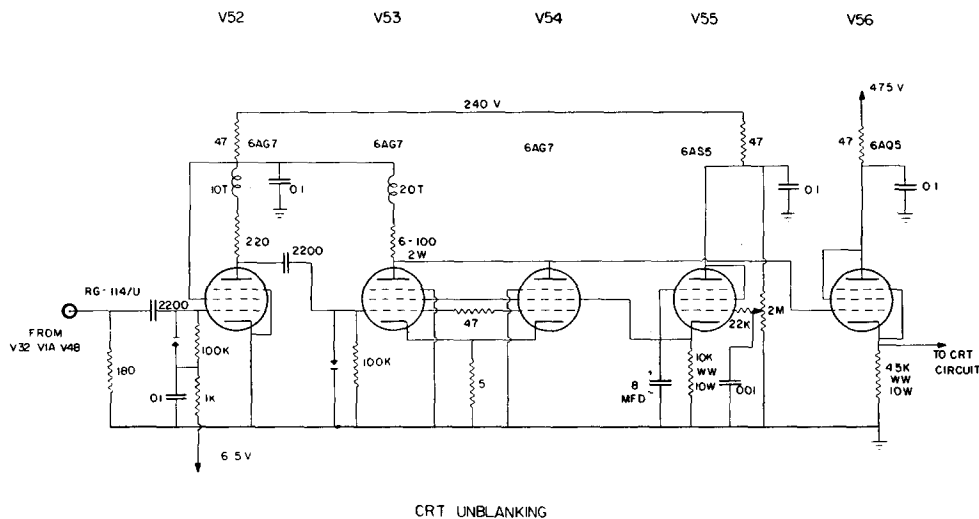 V52 V53 V54 V55 V56
475 V
240 V
47 6AG7 6AG7 6AG7 6AS5 47 47 6AQ5
10T 01 20T 01 01
220 2200 6-100
2W
RG-114/U 2200
FROM
V32 VIA V48
180 100K 01 1K
100K 47 5
22K 2M
8
MFD
10K
WW
10W
001
TO CRT
CIRCUIT
4.5K
WW
10W
6 5V
CRT UNBLANKING